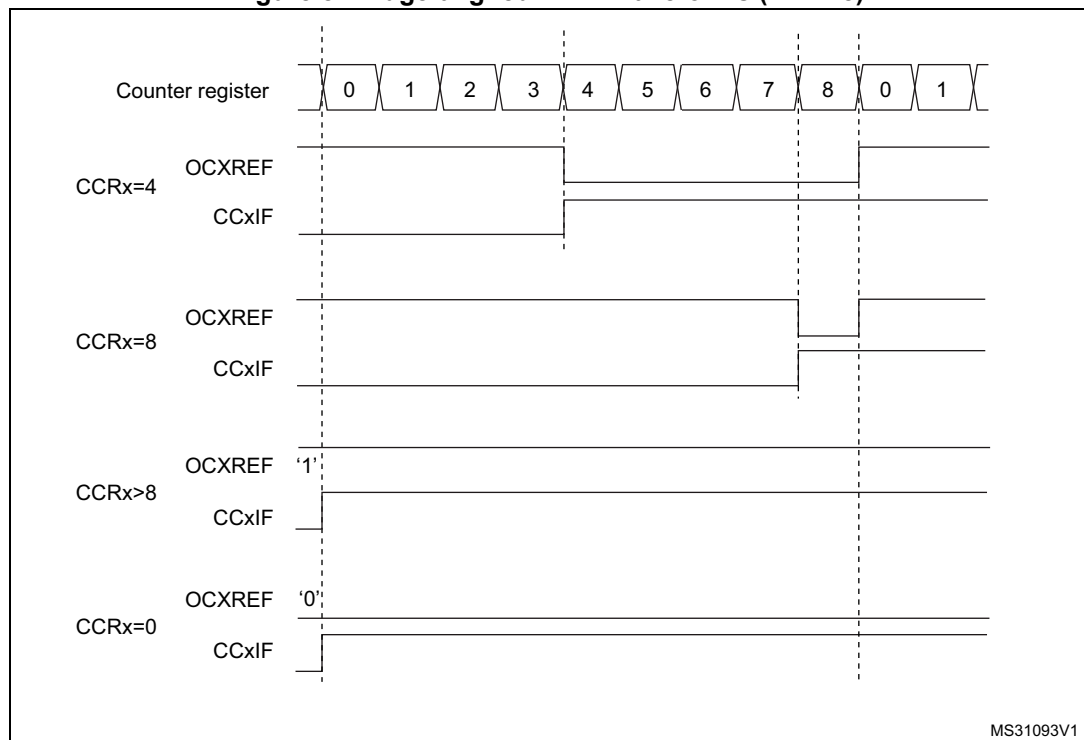 Counter register 0 1 2 3 4 5 6 7 8 0 1
OCXREF
CCRx=4
CCxIF
OCXREF
CCRx=8
CCxIF
OCXREF '1'
CCRx>8
CCxIF
OCXREF '0'
CCRx=0
CCxIF
MS31093V1